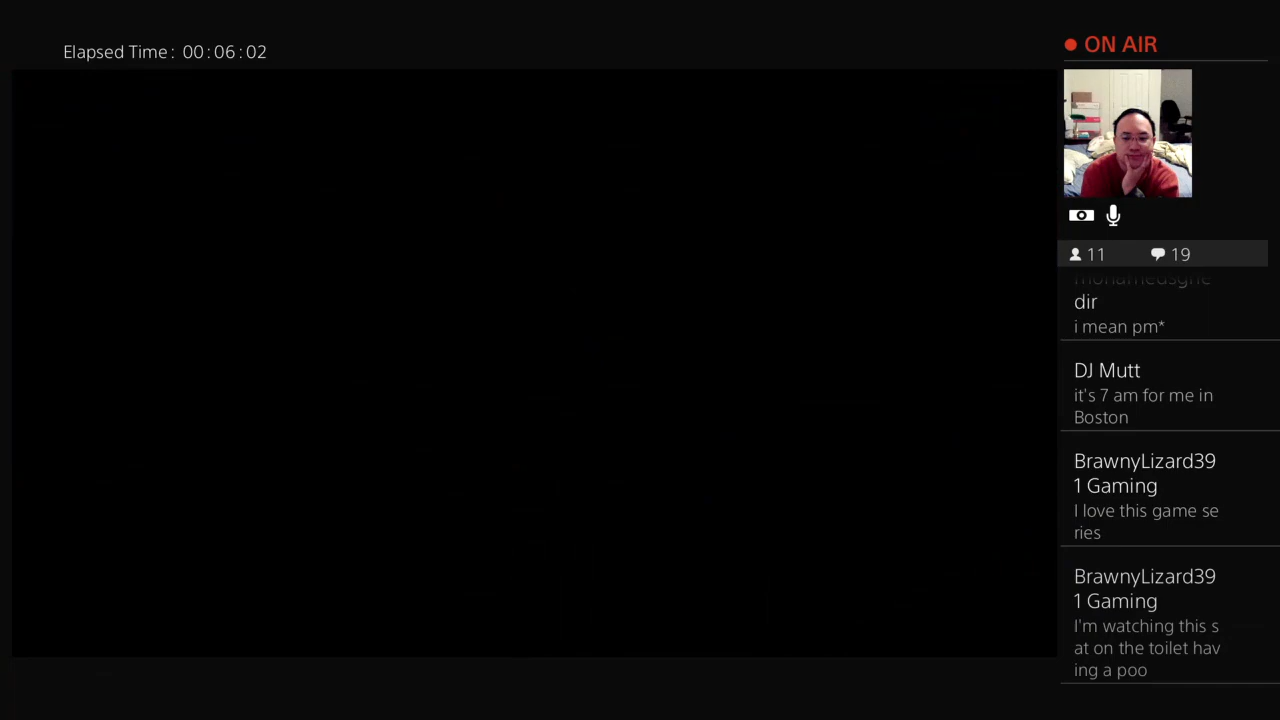 Elapsed Time: 00:06:02
ON AIR
11
19
dir
i mean pm*
DJ Mutt
it's 7 am for me in
Boston
BrawnyLizard39
1 Gaming
I love this game se
ries
BrawnyLizard39
1 Gaming
I'm watching this s
at on the toilet hav
ing a poo